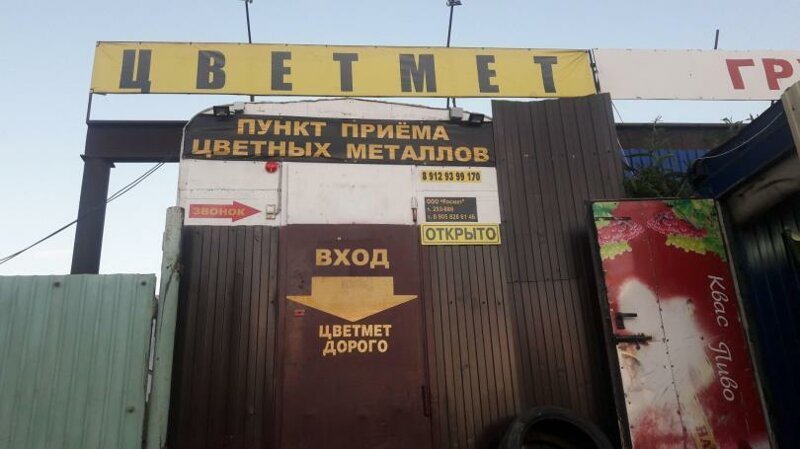 ЦВЕТМЕТ
ГР
ПУНКТ ПРИЁМА
ЦВЕТНЫХ МЕТАЛЛОВ
8 912 93 99 170
ЗВОНОК
ООО
ОТКРЫТО
ВХОД
ЦВЕТМЕТ
ДОРОГО
Квас Пиво
НА